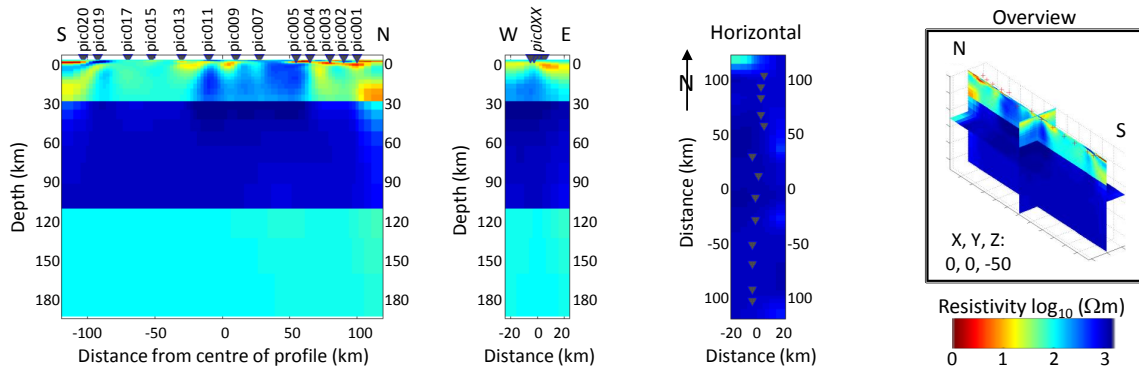 pic020 pic019 pic017 pic015 pic013 pic011 pic009 pic007 pic005 pic004 pic003 pic002 pic001
S N
Depth (km)
0 30 60 90 120 150 180
0 30 60 90 120 150 180
-100 -50 0 50 100
Distance from centre of profile (km)
pic0XX
W E
Depth (km)
0 30 60 90 120 150 180
0 30 60 90 120 150 180
-20 0 20
Distance (km)
Horizontal
N
Distance (km)
100 50 0 -50 100
100 50 0 -50 100
-20 0 20
Distance (km)
Overview
N
S
X, Y, Z:
0, 0, -50
Resistivity log10 (Ωm)
0 1 2 3